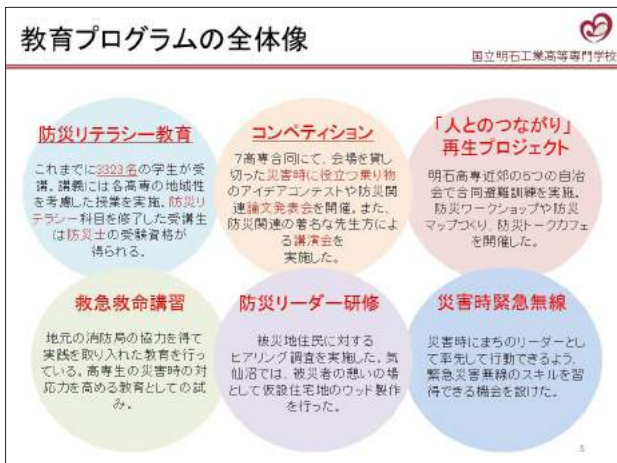 教育プログラムの全体像
国立明石工業高等専門学校
防災リテラシー教育
これまでに3323名の学生が受
講。講義には各高専の地域性
を考慮した授業を実施。防災リ
テラシー科目を修了した受講生
は防災士の受験資格が
得られる。
コンペティション
7高専合同にて、会場を貸し
切った災害時に役立つ乗り物
のアイデアコンテストや防災関
連論文発表会を開催。また、
防災関連の著名な先生方によ
る講演会を
実施した。
「人とのつながり」
再生プロジェクト
明石高専近郊の5つの自治
会で合同避難訓練を実施。
防災ワークショップや防災
マップづくり、防災トークカフェ
を開催した。
救急救命講習
地元の消防局の協力を得て
実践を取り入れた教育を行っ
ている。高専生の災害時の対
応力を高める教育としての試
み。
防災リーダー研修
被災地住民に対する
ヒアリング調査を実施した。気
仙沼では、被災者の憩いの場
として仮設住宅地のウッド製作
を行った。
災害時緊急無線
災害時にまちのリーダーとし
て率先して行動できるよう、
緊急災害無線のスキルを習
得できる機会を設けた。